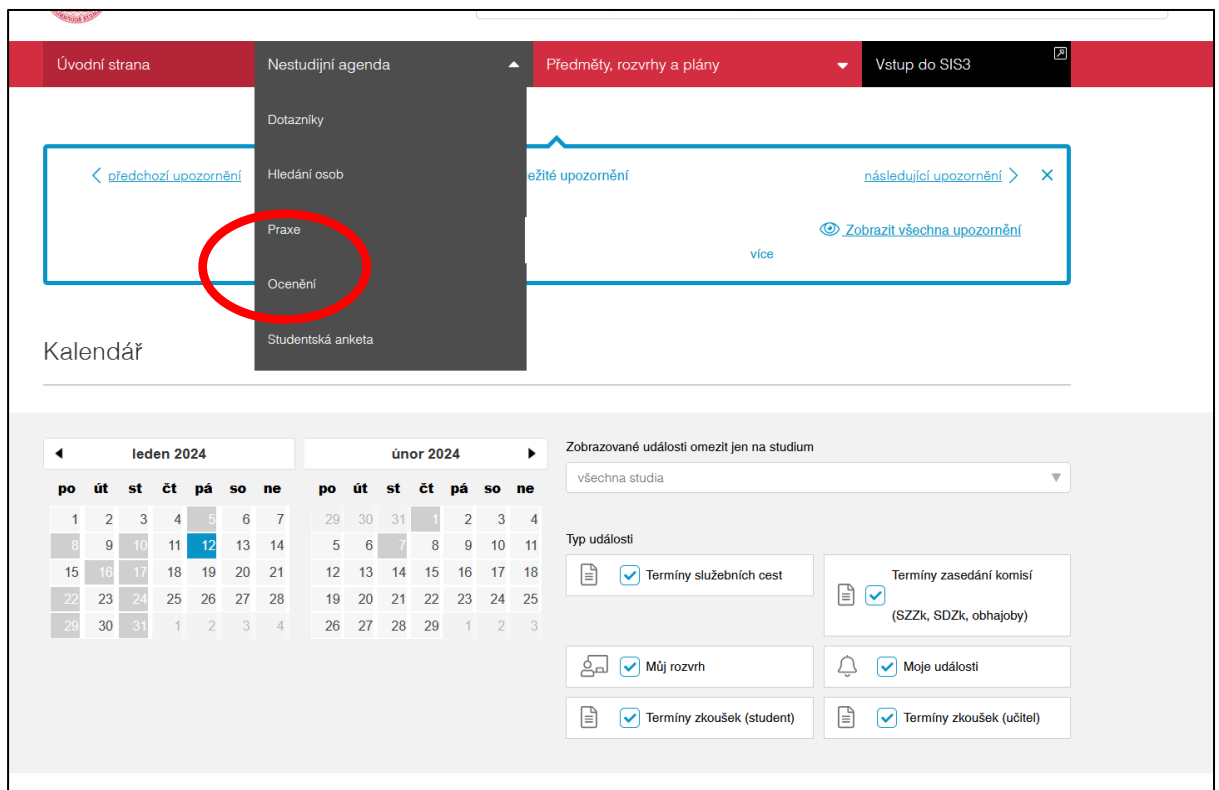 Úvodní strana
Nestudijní agenda
Předměty, rozvrhy a plány
Vstup do SIS3
Dotazníky
Hledání osob
Praxe
Ocenění
Studentská anketa
předchozí upozornění
ežité upozornění
následující upozornění
Zobrazit všechna upozornění
více
Kalendář
leden 2024
po út st čt pá so ne
1 2 3 4 5 6 7
8 9 10 11 12 13 14
15 16 17 18 19 20 21
22 23 24 25 26 27 28
29 30 31 1 2 3 4
únor 2024
po út st čt pá so ne
29 30 31 1 2 3 4
5 6 7 8 9 10 11
12 13 14 15 16 17 18
19 20 21 22 23 24 25
26 27 28 29 1 2 3
Zobrazované události omezit jen na studium
všechna studia
Typ události
Termíny služebních cest
Termíny zasedání komisí
(SZZk, SDZk, obhajoby)
Můj rozvrh
Moje události
Termíny zkoušek (student)
Termíny zkoušek (učitel)